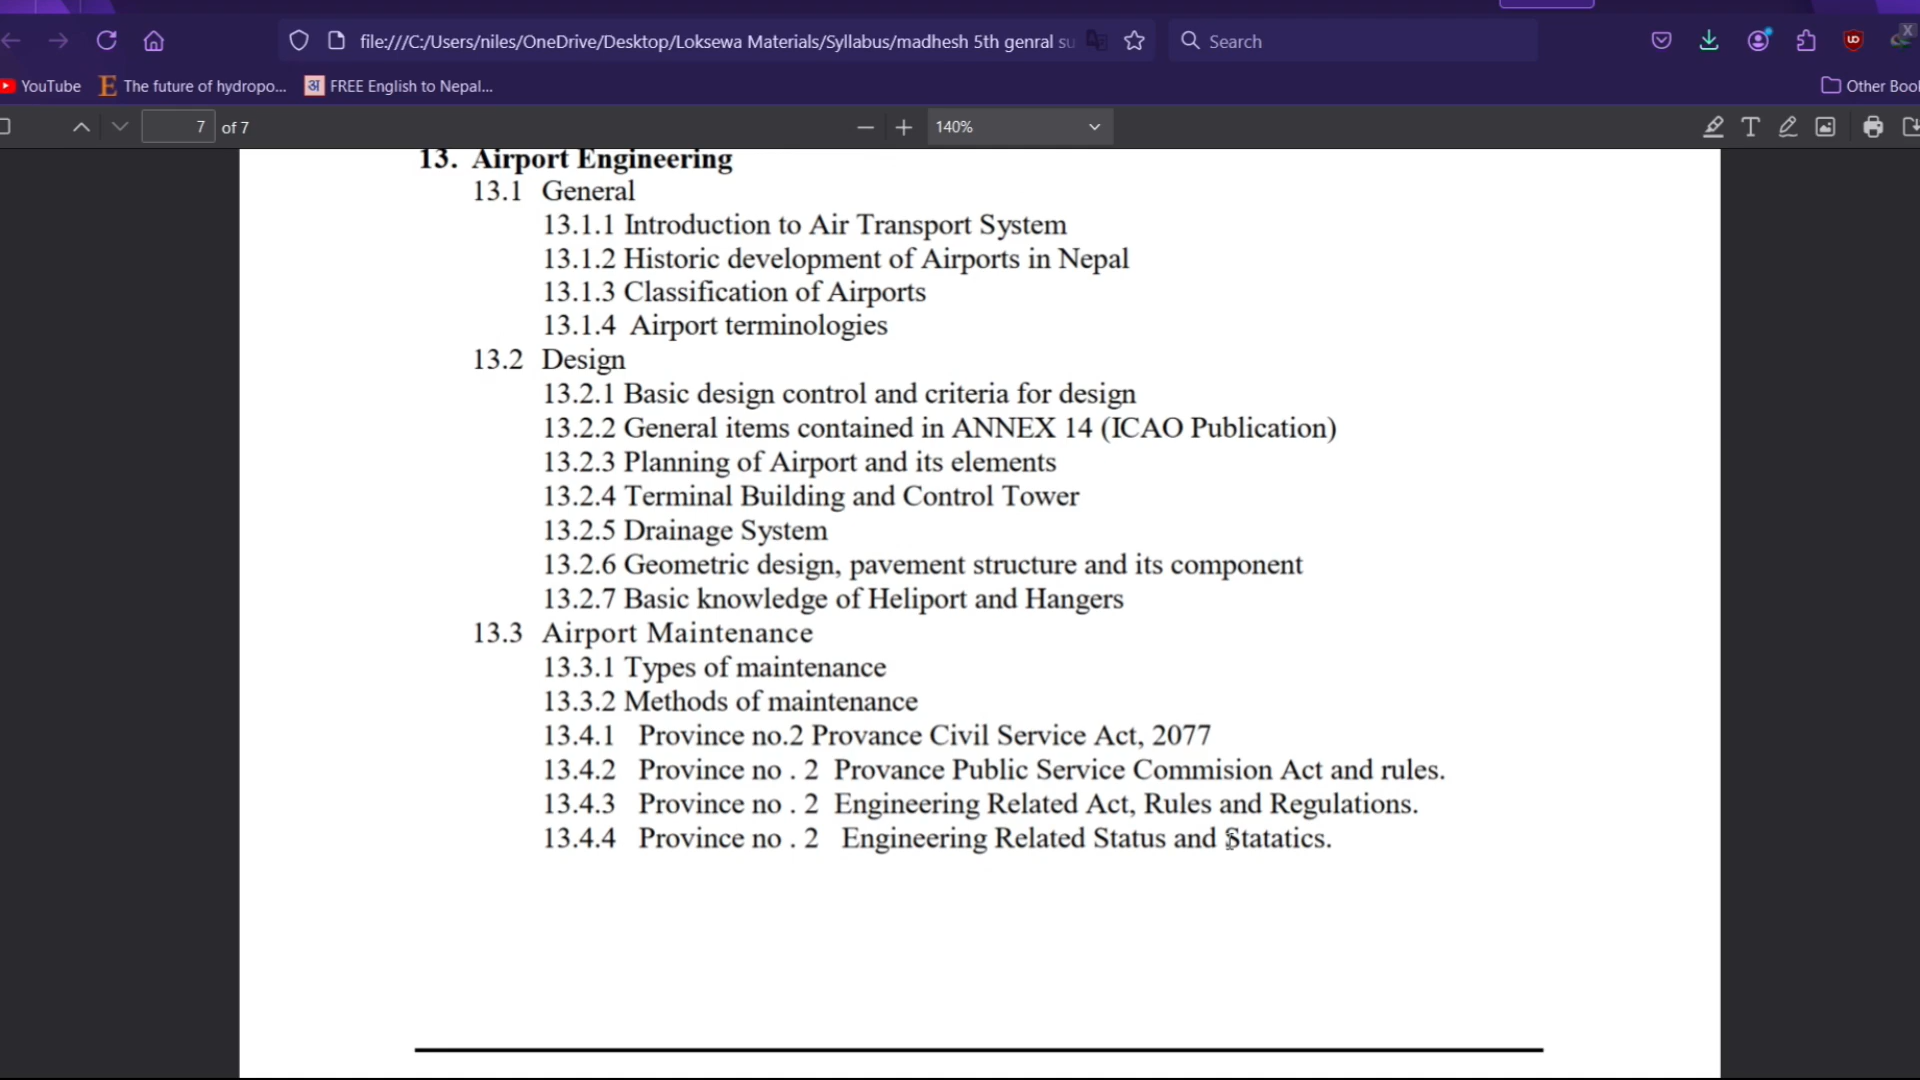 file:///C:/Users/niles/OneDrive/Desktop/Loksewa Materials/Syllabus/madhesh 5th genral su
Search
YouTube
The future of hydropo...
FREE English to Nepal...
Other Book
7 of 7
140%
13. Airport Engineering
13.1 General
13.1.1 Introduction to Air Transport System
13.1.2 Historic development of Airports in Nepal
13.1.3 Classification of Airports
13.1.4 Airport terminologies
13.2 Design
13.2.1 Basic design control and criteria for design
13.2.2 General items contained in ANNEX 14 (ICAO Publication)
13.2.3 Planning of Airport and its elements
13.2.4 Terminal Building and Control Tower
13.2.5 Drainage System
13.2.6 Geometric design, pavement structure and its component
13.2.7 Basic knowledge of Heliport and Hangers
13.3 Airport Maintenance
13.3.1 Types of maintenance
13.3.2 Methods of maintenance
13.4.1 Province no.2 Provance Civil Service Act, 2077
13.4.2 Province no . 2 Provance Public Service Commision Act and rules.
13.4.3 Province no . 2 Engineering Related Act, Rules and Regulations.
13.4.4 Province no . 2 Engineering Related Status and Statatics.